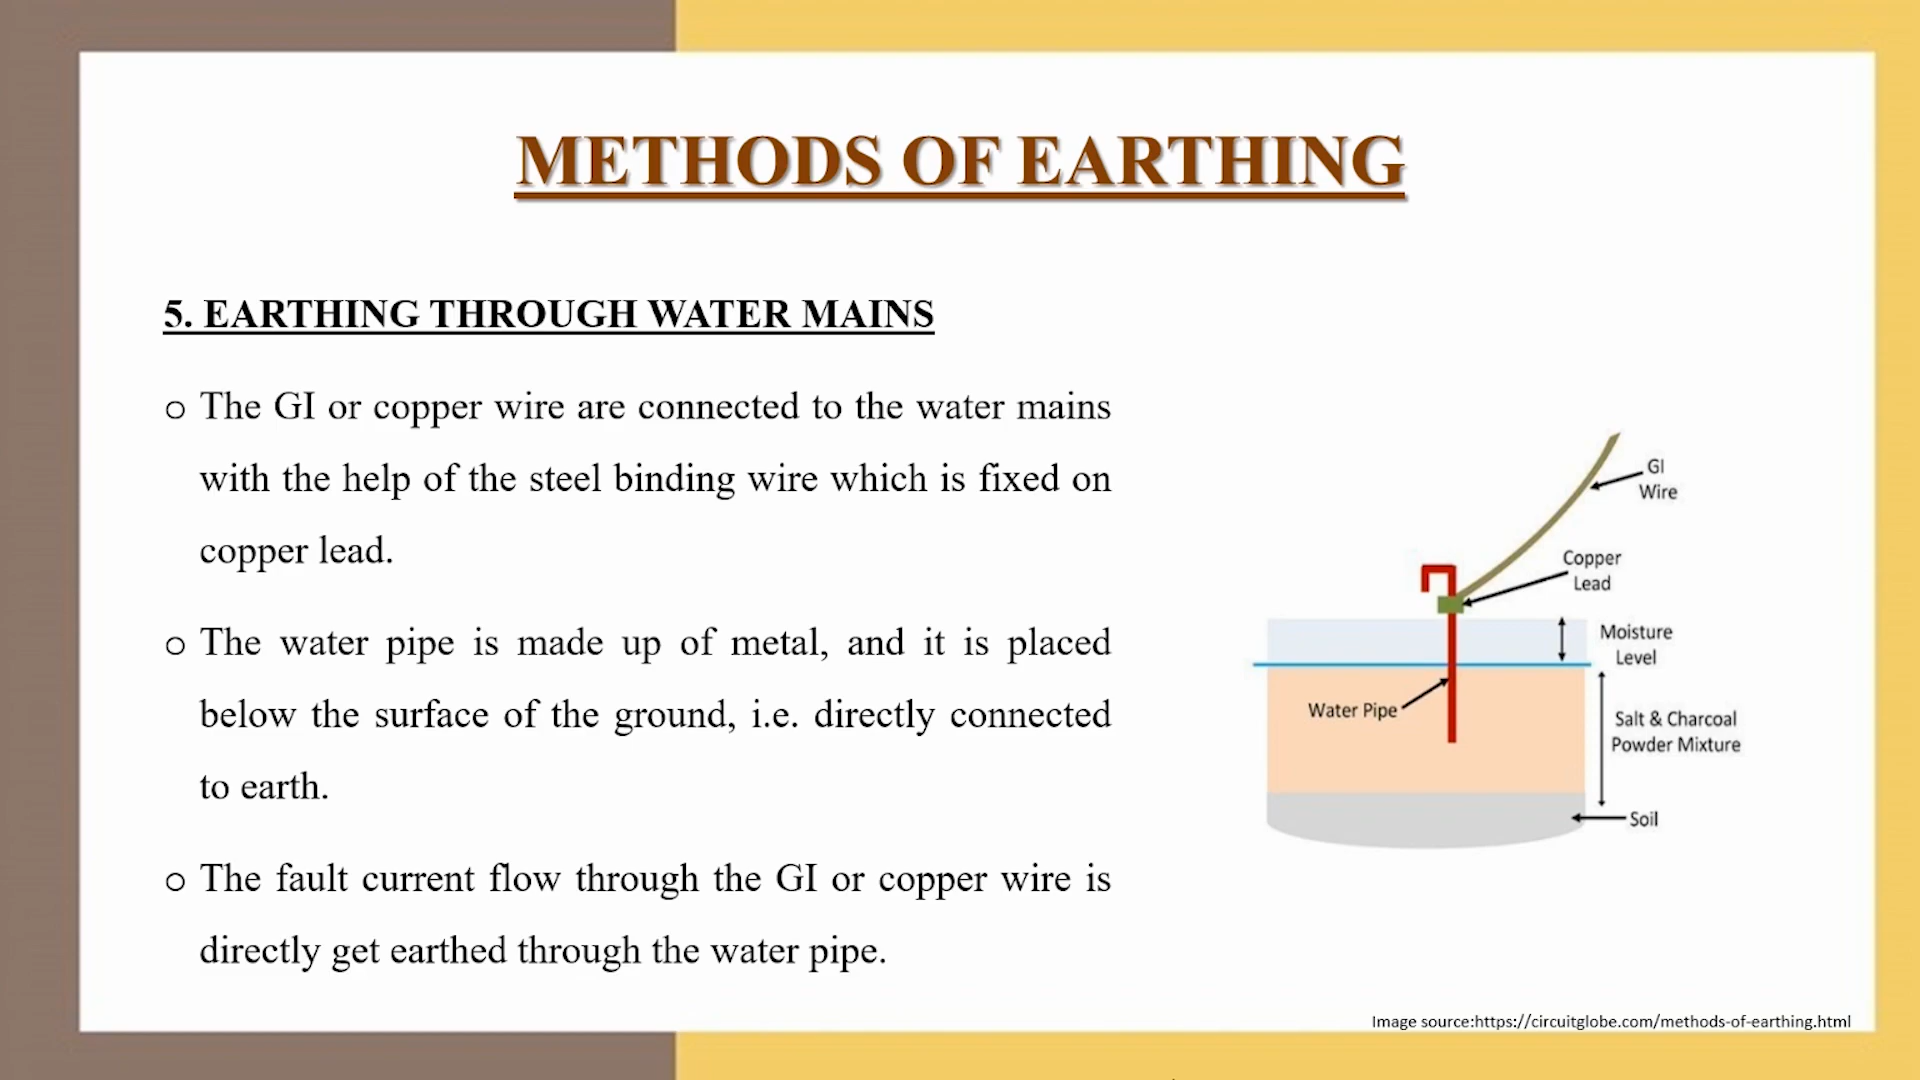 METHODS OF EARTHING
5. EARTHING THROUGH WATER MAINS
o The GI or copper wire are connected to the water mains
with the help of the steel binding wire which is fixed on
copper lead.
o The water pipe is made up of metal, and it is placed
below the surface of the ground, i.e. directly connected
to earth.
o The fault current flow through the GI or copper wire is
directly get earthed through the water pipe.
GI
Wire
Copper
Lead
Moisture
Level
Water Pipe
Salt & Charcoal
Powder Mixture
Soil
Image source:https://circuitglobe.com/methods-of-earthing.html